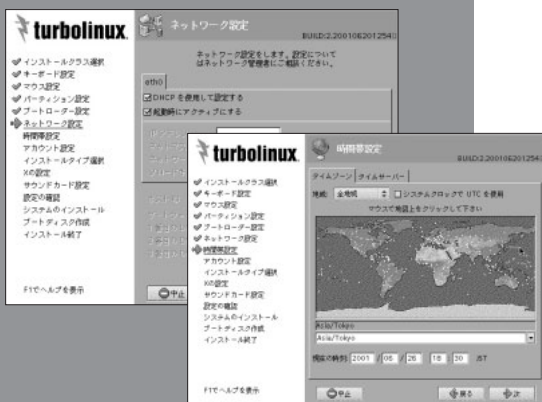 turbolinux
ネットワーク設定
BUILD(2.200106201254)
インストールクラス選択
キーボード設定
マウス設定
パーティション設定
ブートローダー設定
ネットワーク設定
時間帯設定
アカウント設定
インストールタイプ選択
Xの設定
サウンドカード設定
設定の確認
システムのインストール
ブートディスク作成
インストール終了
F1でヘルプを表示
ネットワーク設定をします。設定について
はネットワーク管理者にご相談ください。
eth0
DHCP を使用して設定する
起動時にアクティブにする
中止
turbolinux
時間帯設定
BUILD(2.200106201254)
インストールクラス選択
キーボード設定
マウス設定
パーティション設定
ブートローダー設定
ネットワーク設定
時間帯設定
アカウント設定
インストールタイプ選択
Xの設定
サウンドカード設定
設定の確認
システムのインストール
ブートディスク作成
インストール終了
F1でヘルプを表示
タイムゾーン タイムサーバー
地域: 全地域 システムクロックで UTC を使用
マウスで地図上をクリックして下さい
Asia/Tokyo
Asia/Tokyo
現在の時刻: 2001 / 06 / 26 18 : 30 JST
中止 戻る 次